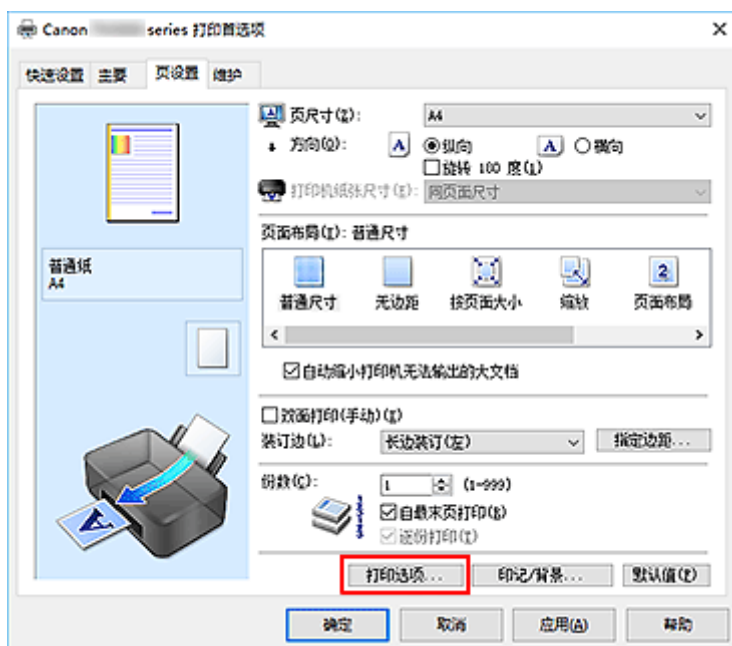 Canon series 打印首选项
快速设置 主要 页设置 维护
页尺寸(Z): A4
方向(O): A 纵向 A 横向
旋转 180 度(1)
打印机纸张尺寸(E): 同页面尺寸
页面布局(I): 普通尺寸
普通纸
A4
普通尺寸 无边距 按页面大小 缩放 页面布局
自动缩小打印机无法输出的大文档
双面打印(手动)(X)
装订边(L): 长边装订(左) 指定边距...
份数(C): 1 (1-999)
自最末页打印(B)
逐份打印(T)
打印选项... 印记/背景... 默认值(F)
确定 取消 应用(A) 帮助